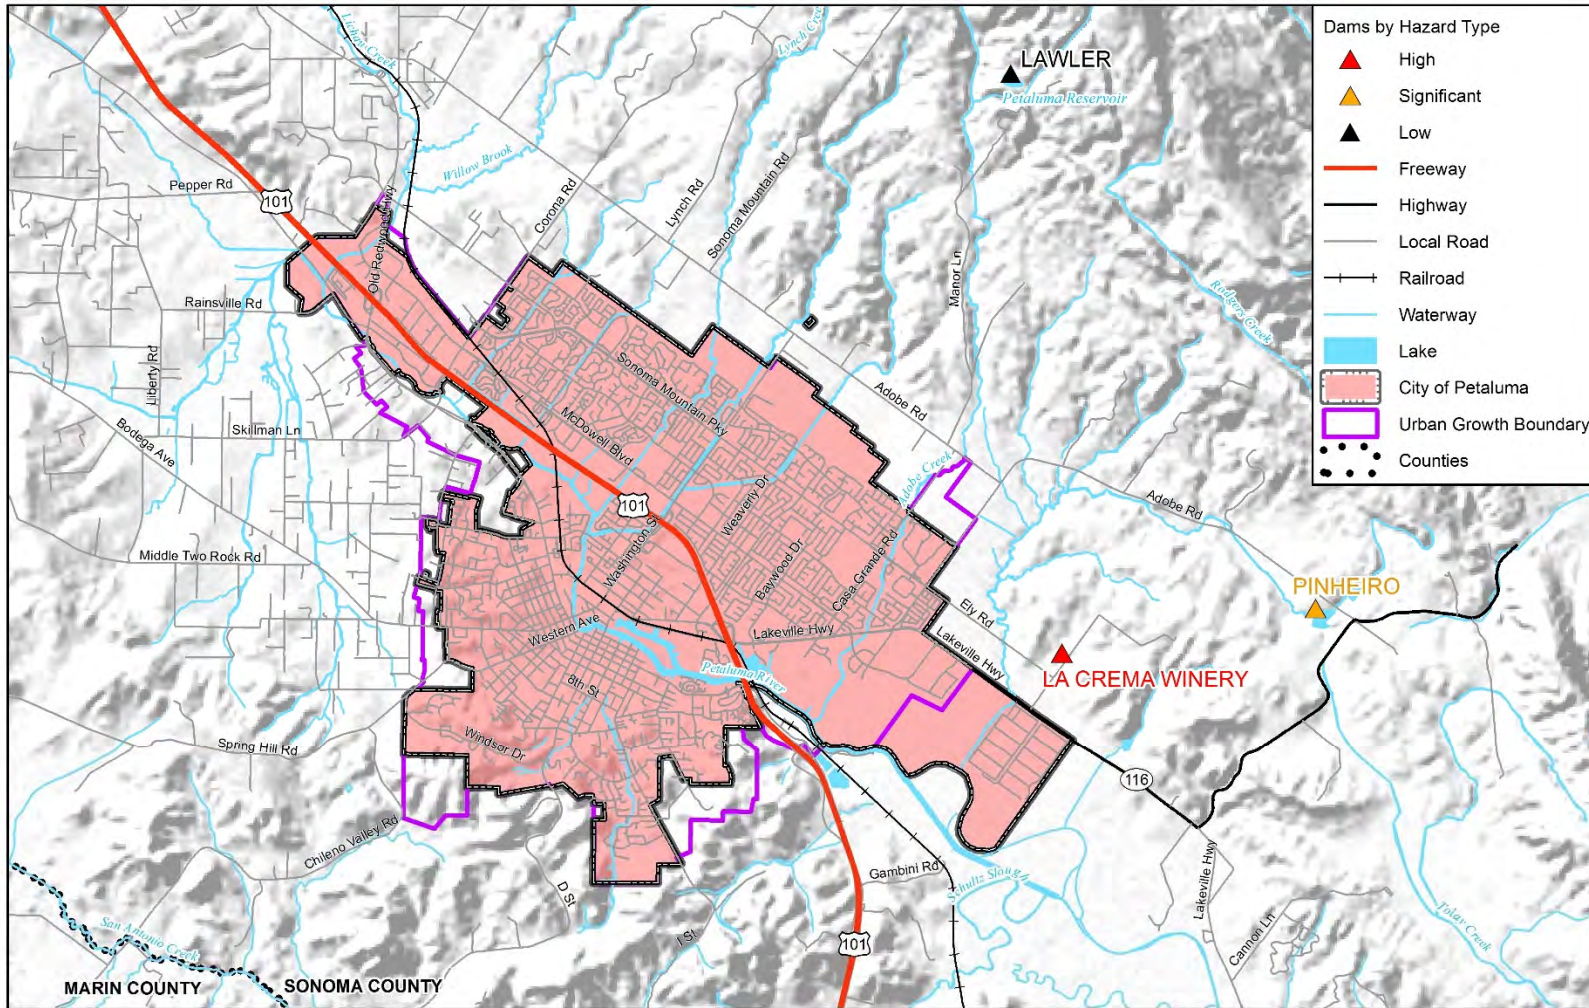 Dams by Hazard Type
High
Significant
Low
Freeway
Highway
Local Road
Railroad
Waterway
Lake
City of Petaluma
Urban Growth Boundary
Counties
Lichau Creek
Lynch Creek
LAWLER
Petaluma Reservoir
Willow Brook
Pepper Rd
101
Old Redwood Hwy
Corona Rd
Lynch Rd
Sonoma Mountain Rd
Manor Ln
Rodgers Creek
Rainsville Rd
Liberty Rd
Sonoma Mountain Pky
McDowell Blvd
Adobe Rd
Skillman Ln
Bodega Ave
Adobe Creek
Adobe Rd
101
Weaverly Dr
Washington St
Baywood Dr
Casa Grande Rd
Middle Two Rock Rd
PINHEIRO
Ely Rd
Western Ave
Lakeville Hwy
Lakeville Hwy
LA CREMA WINERY
Petaluma River
8th St
Windsor Dr
Spring Hill Rd
116
Chileno Valley Rd
Gambini Rd
Schultz Slough
Lakeville Hwy
D St
I St
101
Cannon Ln
Tolay Creek
San Antonio Creek
MARIN COUNTY
SONOMA COUNTY